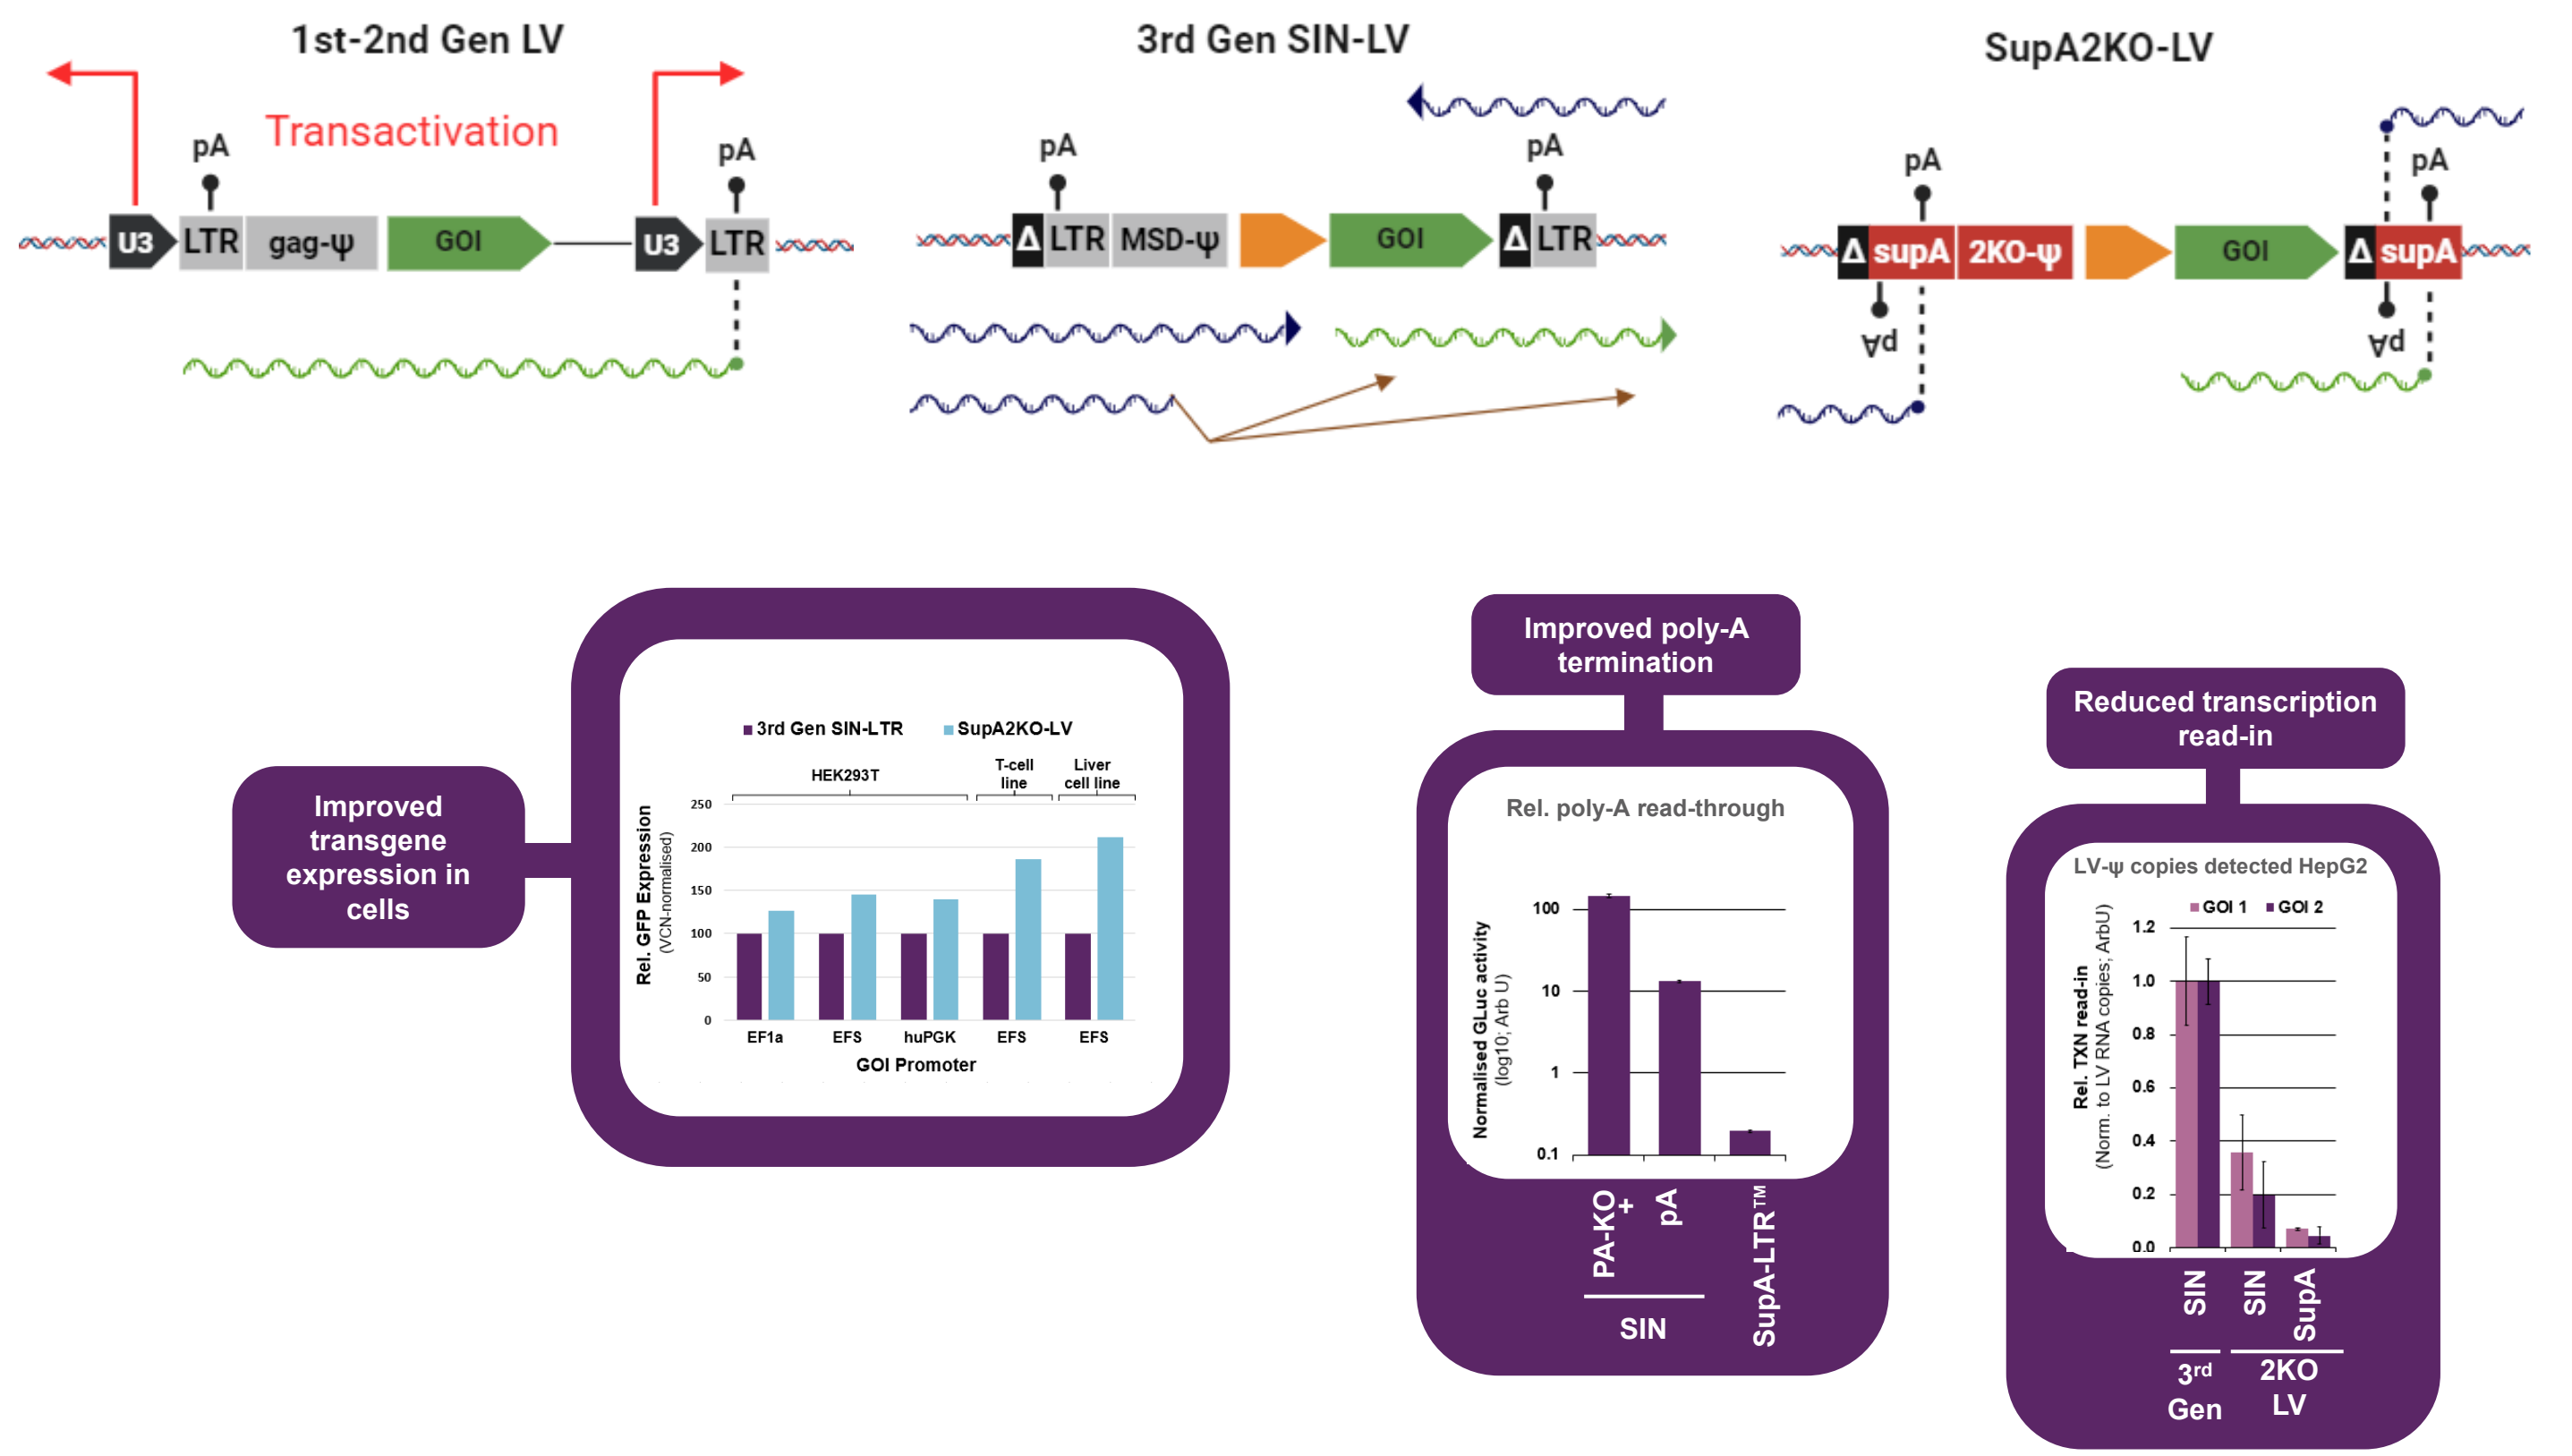 1st-2nd Gen LV
Transactivation
pA
pA
U3
LTR
gag-ψ
GOI
U3
LTR
3rd Gen SIN-LV
pA
pA
Δ
LTR
MSD-ψ
GOI
Δ
LTR
SupA2KO-LV
pA
pA
Δ
supA
2KO-ψ
GOI
Δ
supA
pA
pA
Improved
transgene
expression in
cells
3rd Gen SIN-LTR
SupA2KO-LV
HEK293T
T-cell
line
Liver
cell line
Rel. GFP Expression
(VCN-normalised)
250
200
150
100
50
0
EF1a
EFS
huPGK
EFS
EFS
GOI Promoter
Improved poly-A
termination
Rel. poly-A read-through
Normalised GLuc activity
(log10; Arb U)
100
10
1
0.1
PA-KO
+
pA
SupA-LTR™
SIN
Reduced transcription
read-in
LV-ψ copies detected HepG2
GOI 1
GOI 2
Rel. TXN read-in
(Norm. to LV RNA copies; ArbU)
1.2
1.0
0.8
0.6
0.4
0.2
0.0
SIN
SIN
SupA
3rd
Gen
2KO
LV